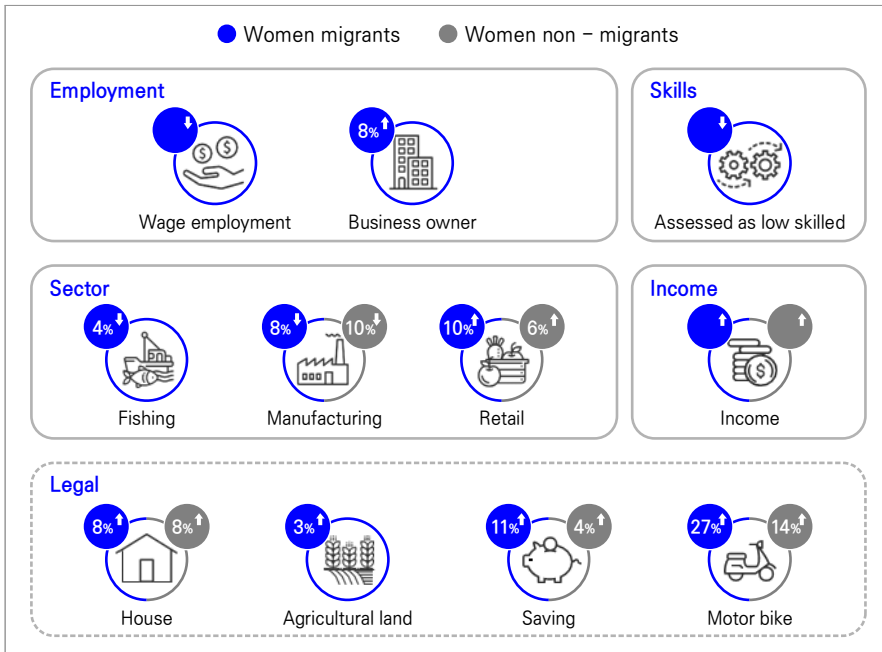 Women migrants
Women non - migrants
Employment
8%
Wage employment
Business owner
Skills
Assessed as low skilled
Sector
4%
8%
10%
10%
6%
Fishing
Manufacturing
Retail
Income
Income
Legal
8%
8%
3%
11%
4%
27%
14%
House
Agricultural land
Saving
Motor bike